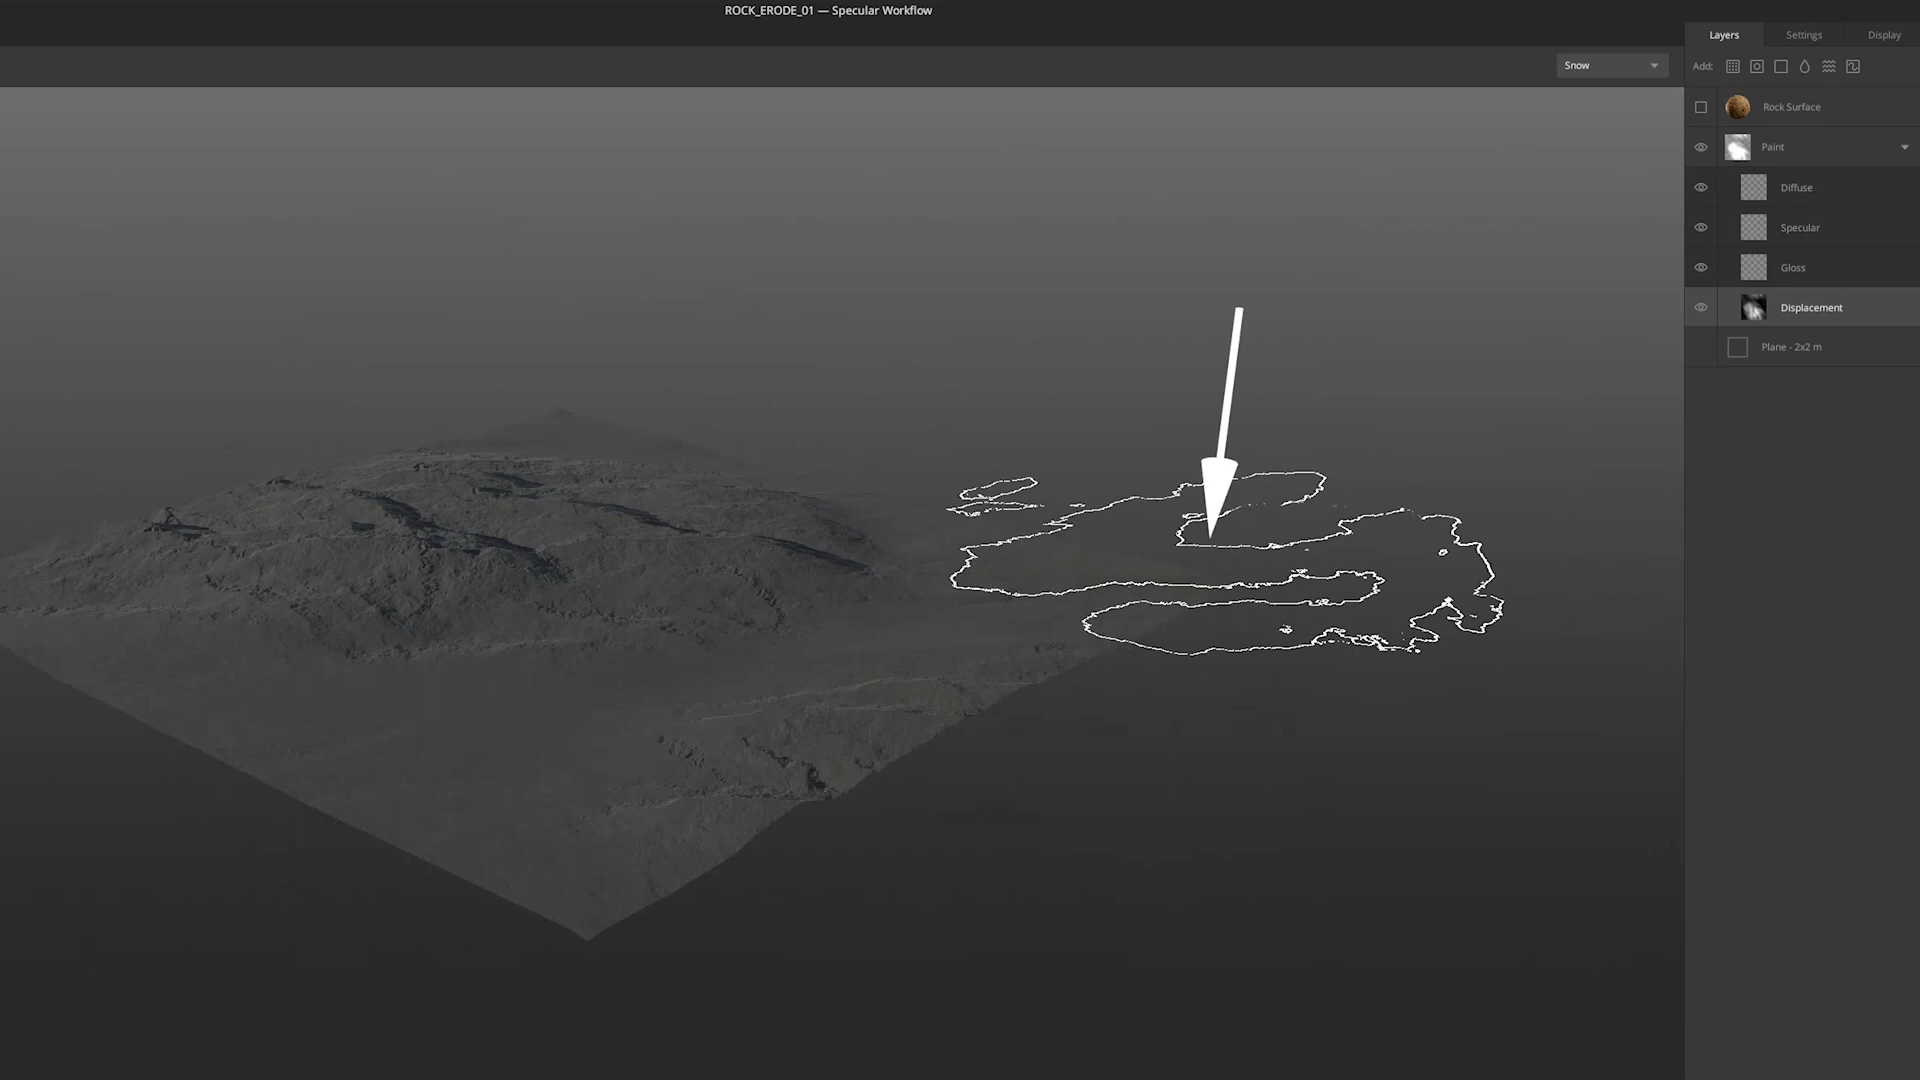 ROCK_ERODE_01 — Specular Workflow
Layers Settings Display
Snow
Add:
Rock Surface
Paint
Diffuse
Specular
Gloss
Displacement
Plane - 2x2 m